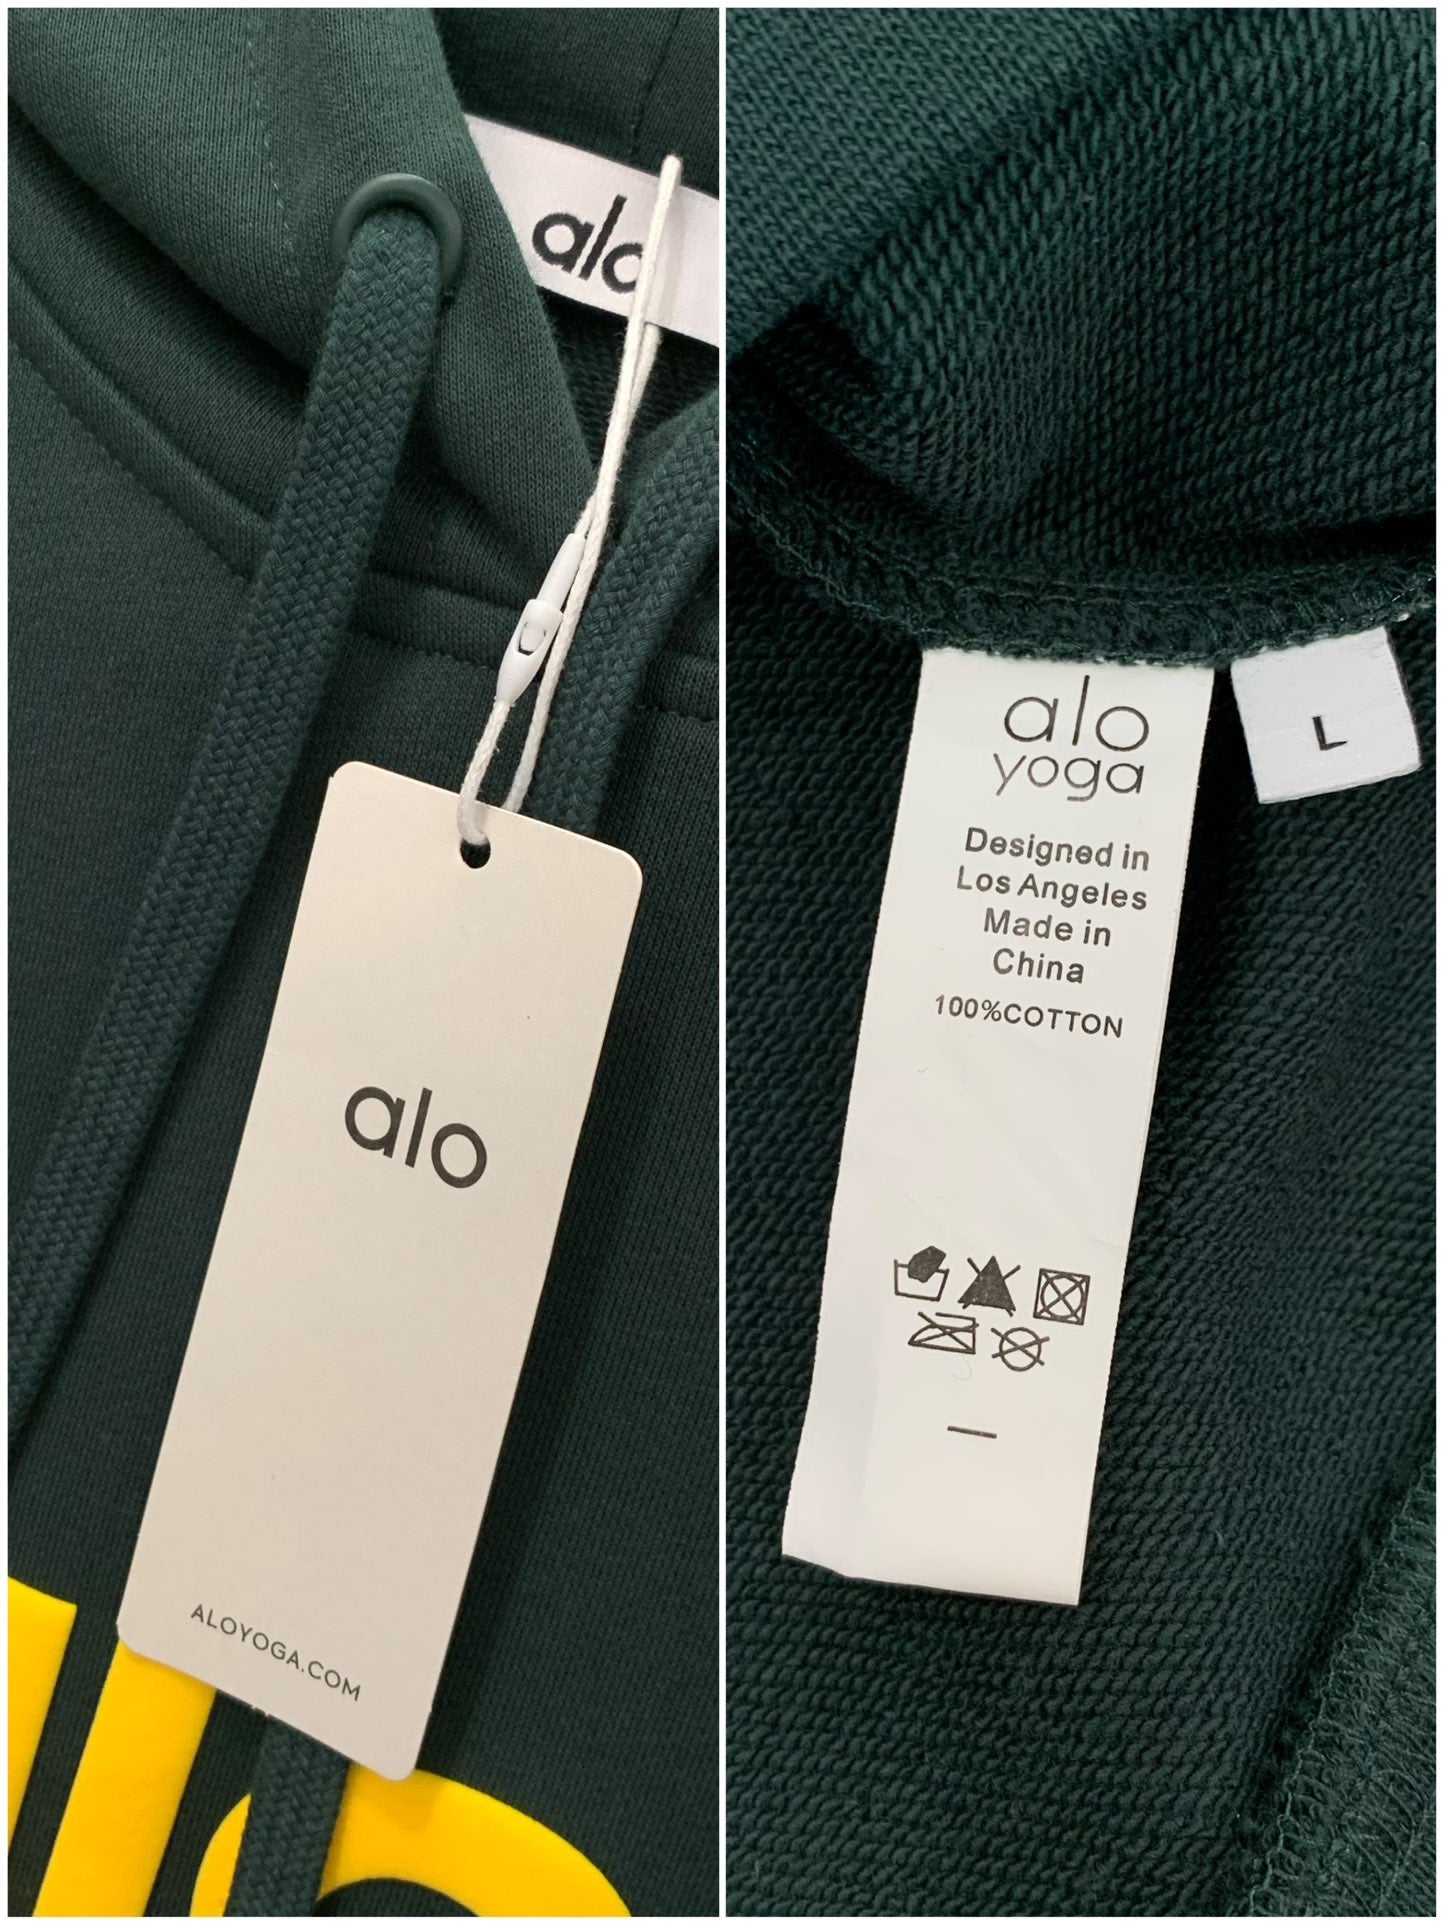 alo
alo
ALOYOGA.COM
alo
yoga
Designed in
Los Angeles
Made in
China
100%COTTON
L